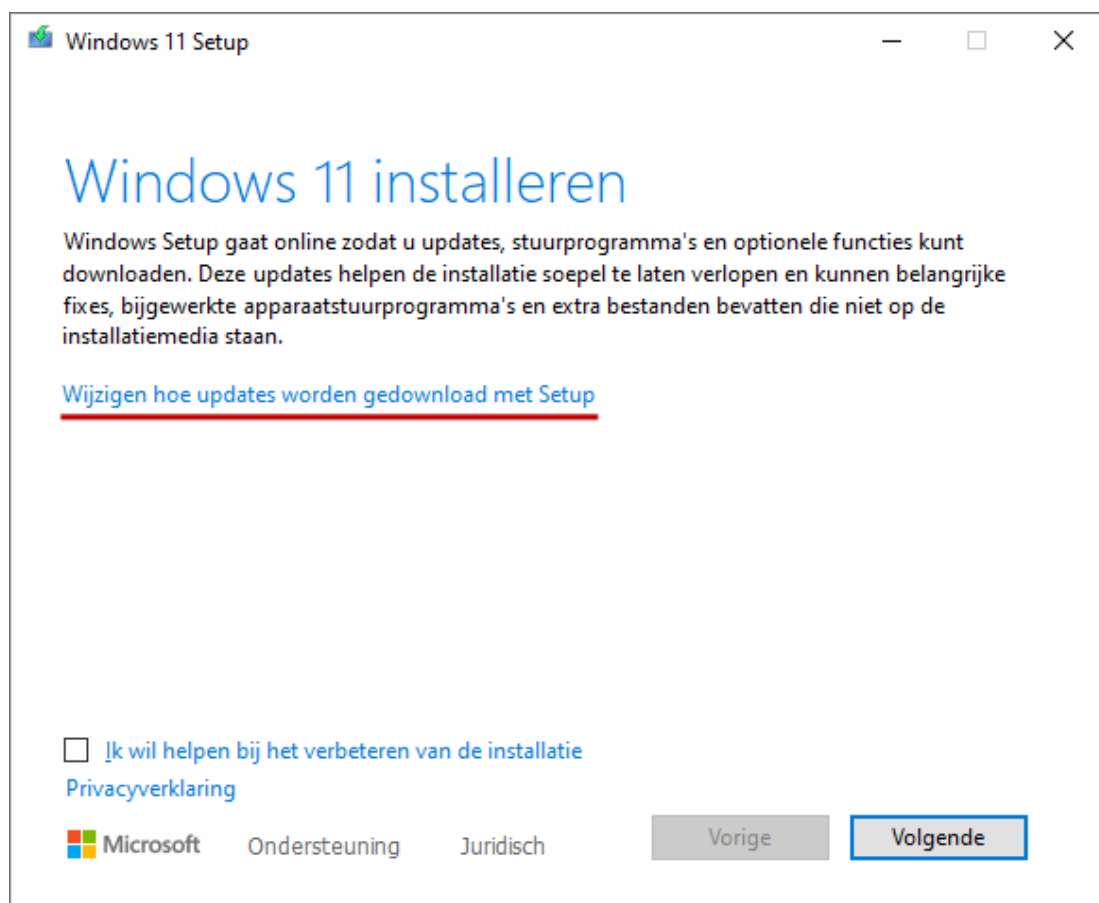 Windows 11 Setup
Windows 11 installeren
Windows Setup gaat online zodat u updates, stuurprogramma's en optionele functies kunt
downloaden. Deze updates helpen de installatie soepel te laten verlopen en kunnen belangrijke
fixes, bijgewerkte apparaatstuurprogramma's en extra bestanden bevatten die niet op de
installatiemedia staan.
Wijzigen hoe updates worden gedownload met Setup
Ik wil helpen bij het verbeteren van de installatie
Privacyverklaring
Microsoft Ondersteuning Juridisch Vorige Volgende